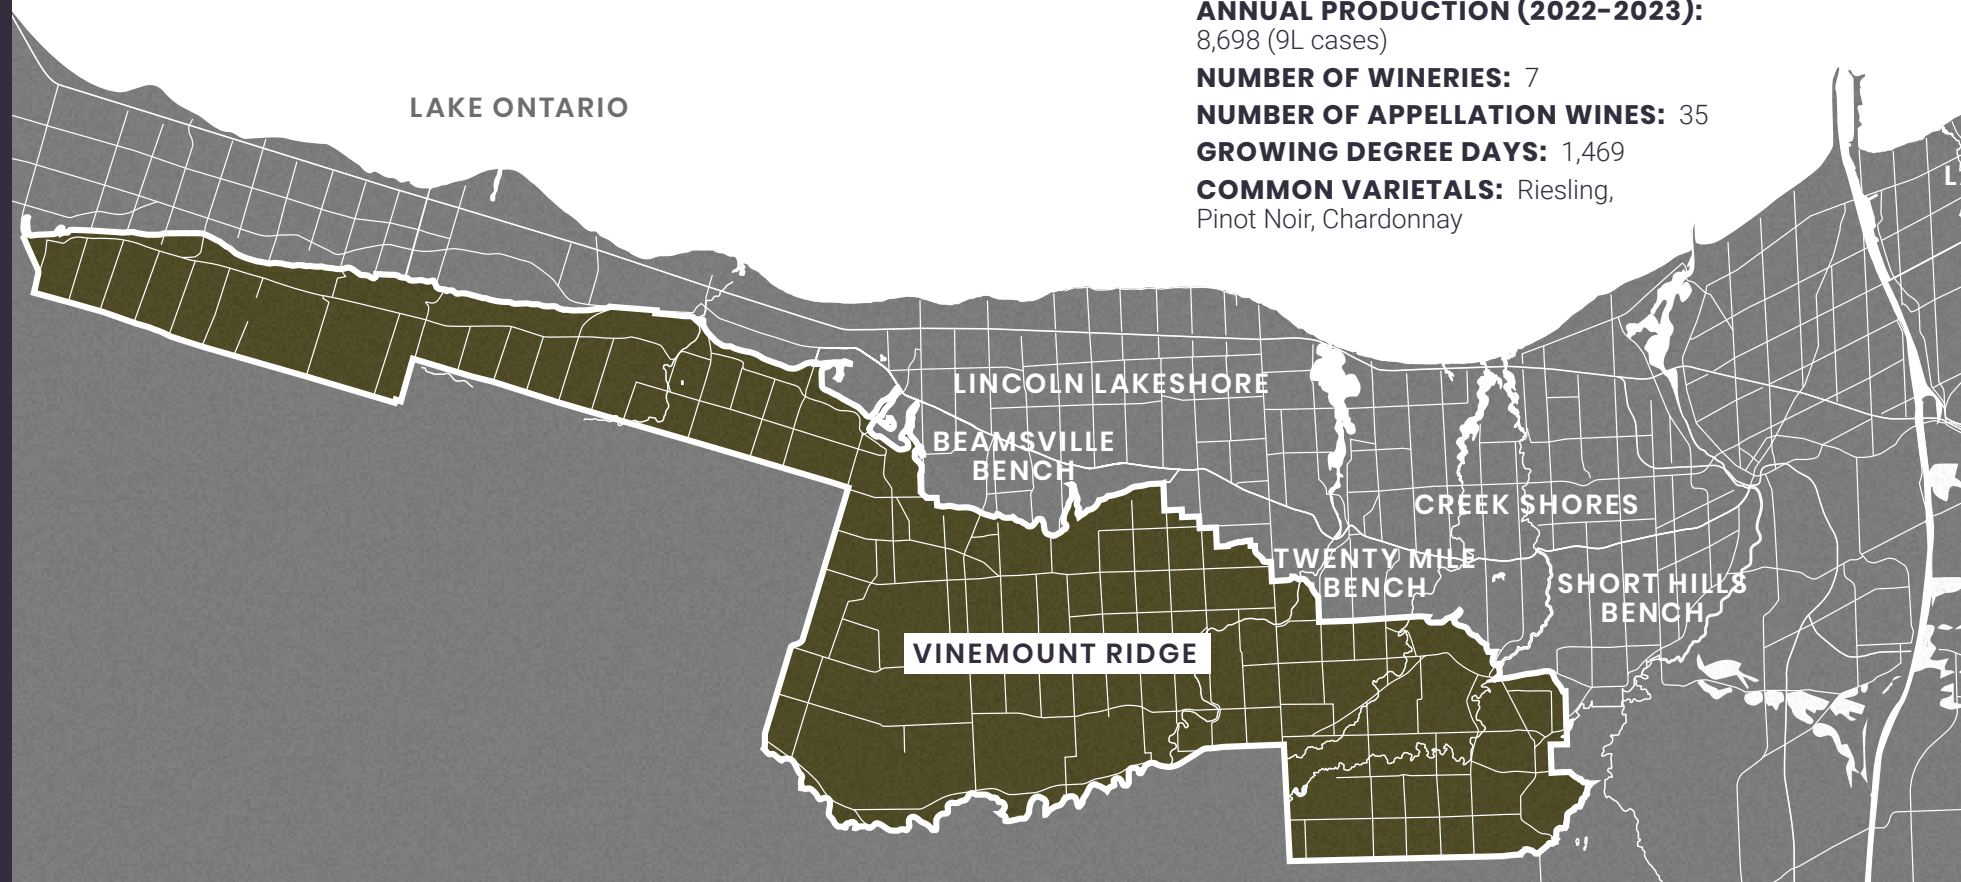 ANNUAL PRODUCTION (2022-2023):
8,698 (9L cases)
NUMBER OF WINERIES: 7
NUMBER OF APPELLATION WINES: 35
GROWING DEGREE DAYS: 1,469
COMMON VARIETALS: Riesling,
Pinot Noir, Chardonnay
LAKE ONTARIO
LINCOLN LAKESHORE
BEAMSVILLE
BENCH
CREEK SHORES
TWENTY MILE
BENCH
SHORT HILLS
BENCH
VINEMOUNT RIDGE